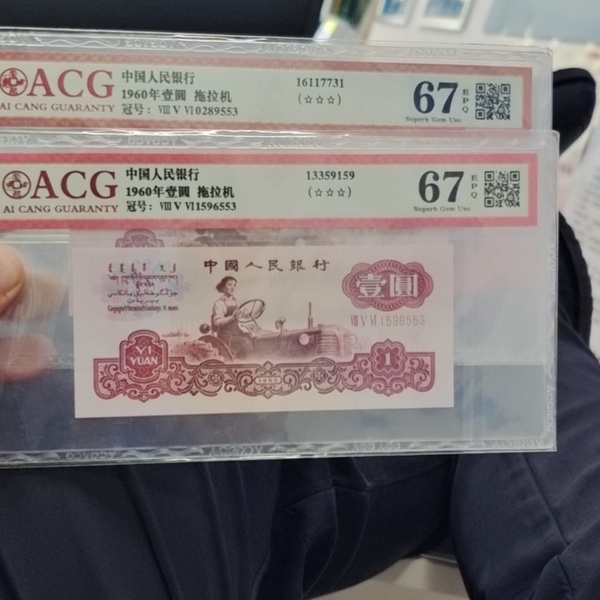 ACG
AI CANG GUARANTY
中国人民银行
1960年壹圆 拖拉机
冠号: VIII V VI0289553
16117731
(☆☆☆)
67
EPQ
Superb Gem Unc
ACG
AI CANG GUARANTY
中国人民银行
1960年壹圆 拖拉机
冠号: VIII V VI1596553
13359159
(☆☆☆)
67
EPQ
Superb Gem Unc
中國人民銀行
壹圓
VIII V VI 1596553
YI
YUAN
1960
1